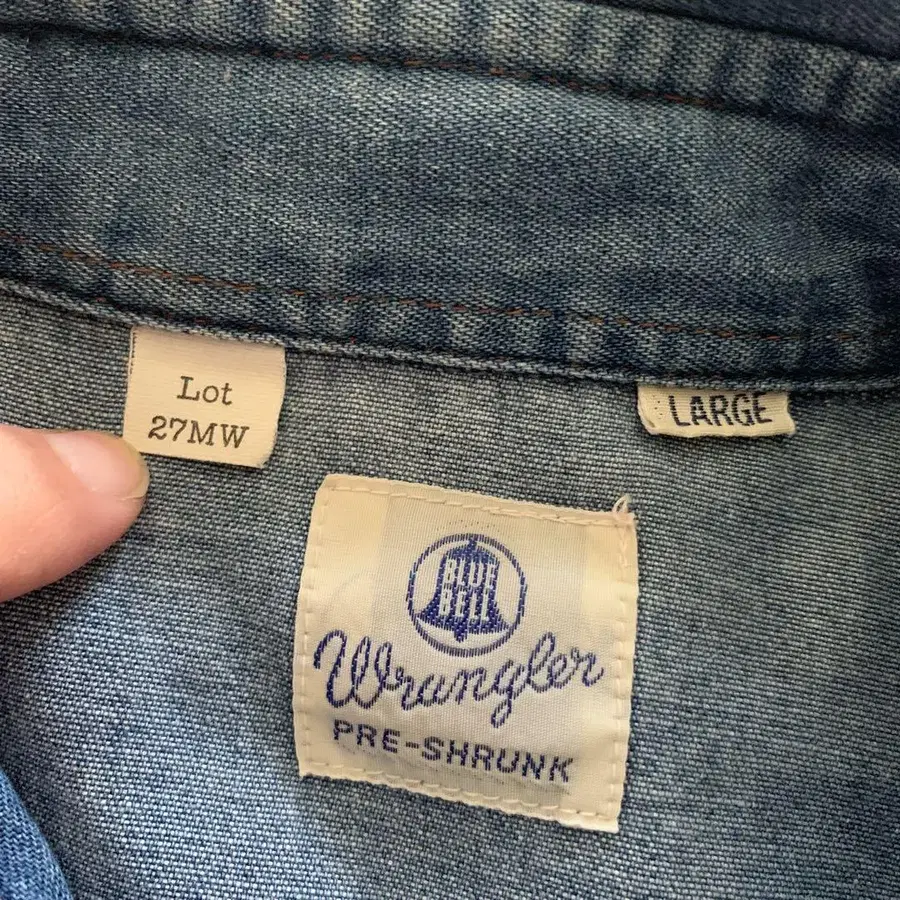 Lot
27MW
LARGE
BLUE
BELL
Wrangler
PRE-SHRUNK